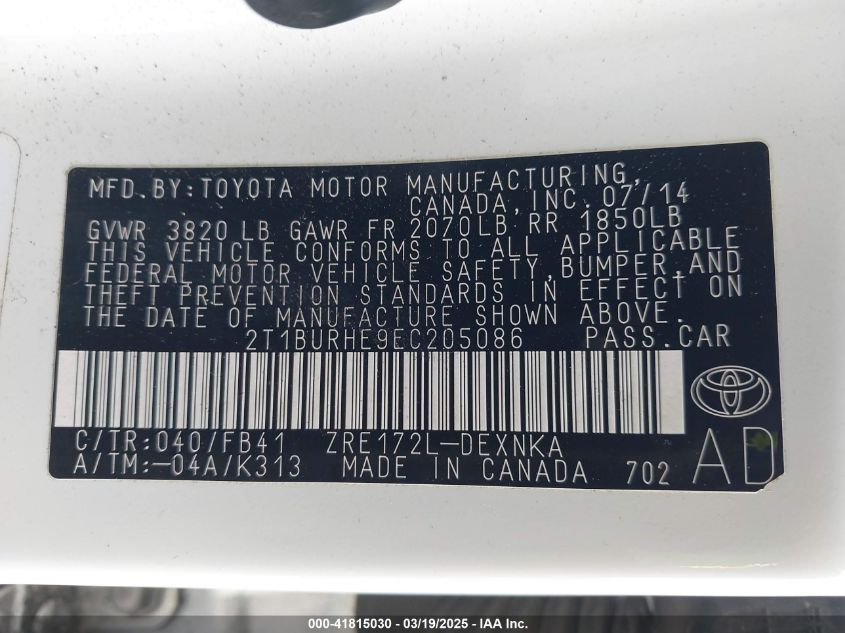 MFD.BY:TOYOTA MOTOR MANUFACTURING,
CANADA,INC. 07/14
GVWR 3820 LB GAWR FR 2070LB RR 1850LB
THIS VEHICLE CONFORMS TO ALL APPLICABLE
FEDERAL MOTOR VEHICLE SAFETY,BUMPER,AND
THEFT PREVENTION STANDARDS IN EFFECT ON
THE DATE OF MANUFACTURE SHOWN ABOVE.
2T1BURHE9EC205086 PASS.CAR
C/TR:040/FB41 ZRE172L-DEXNKA
A/TM:-04A/K313 MADE IN CANADA 702 AD
000-41815030 - 03/19/2025 - IAA Inc.